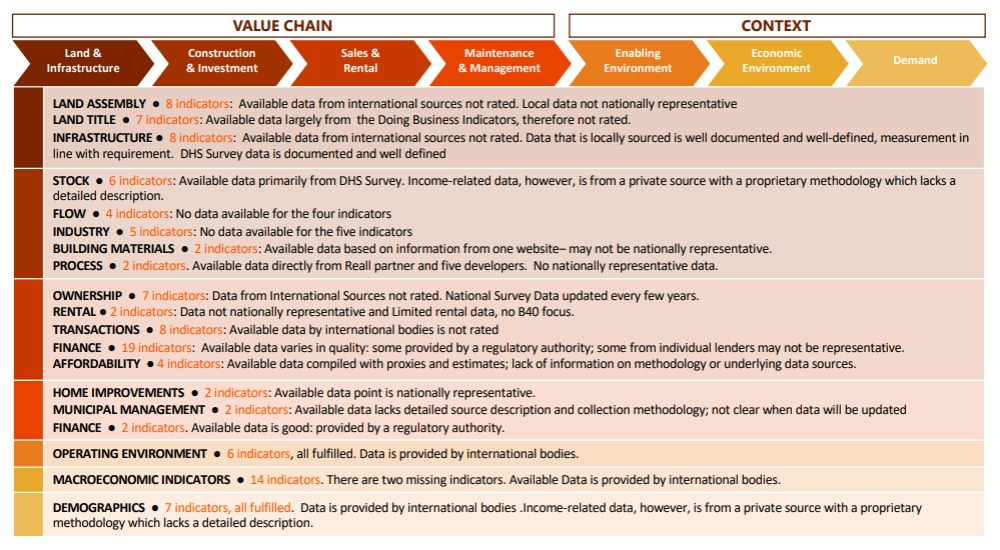 VALUE CHAIN
CONTEXT
Land &
Infrastructure
Construction
& Investment
Sales &
Rental
Maintenance
& Management
Enabling
Environment
Economic
Environment
Demand
LAND ASSEMBLY ● 8 indicators: Available data from international sources not rated. Local data not nationally representative
LAND TITLE ● 7 indicators: Available data largely from the Doing Business Indicators, therefore not rated.
INFRASTRUCTURE ● 8 indicators: Available data from international sources not rated. Data that is locally sourced is well documented and well-defined, measurement in
line with requirement. DHS Survey data is documented and well defined
STOCK ● 6 indicators: Available data primarily from DHS Survey. Income-related data, however, is from a private source with a proprietary methodology which lacks a
detailed description.
FLOW ● 4 indicators: No data available for the four indicators
INDUSTRY ● 5 indicators: No data available for the five indicators
BUILDING MATERIALS ● 2 indicators: Available data based on information from one website– may not be nationally representative.
PROCESS ● 2 indicators. Available data directly from Reall partner and five developers. No nationally representative data.
OWNERSHIP ● 7 indicators: Data from International Sources not rated. National Survey Data updated every few years.
RENTAL ● 2 indicators: Data not nationally representative and Limited rental data, no B40 focus.
TRANSACTIONS ● 8 indicators: Available data by international bodies is not rated
FINANCE ● 19 indicators: Available data varies in quality: some provided by a regulatory authority; some from individual lenders may not be representative.
AFFORDABILITY ● 4 indicators: Available data compiled with proxies and estimates; lack of information on methodology or underlying data sources.
HOME IMPROVEMENTS ● 2 indicators: Available data point is nationally representative.
MUNICIPAL MANAGEMENT ● 2 indicators: Available data lacks detailed source description and collection methodology; not clear when data will be updated
FINANCE ● 2 indicators. Available data is good: provided by a regulatory authority.
OPERATING ENVIRONMENT ● 6 indicators, all fulfilled. Data is provided by international bodies.
MACROECONOMIC INDICATORS ● 14 indicators. There are two missing indicators. Available Data is provided by international bodies.
DEMOGRAPHICS ● 7 indicators, all fulfilled. Data is provided by international bodies .Income-related data, however, is from a private source with a proprietary
methodology which lacks a detailed description.